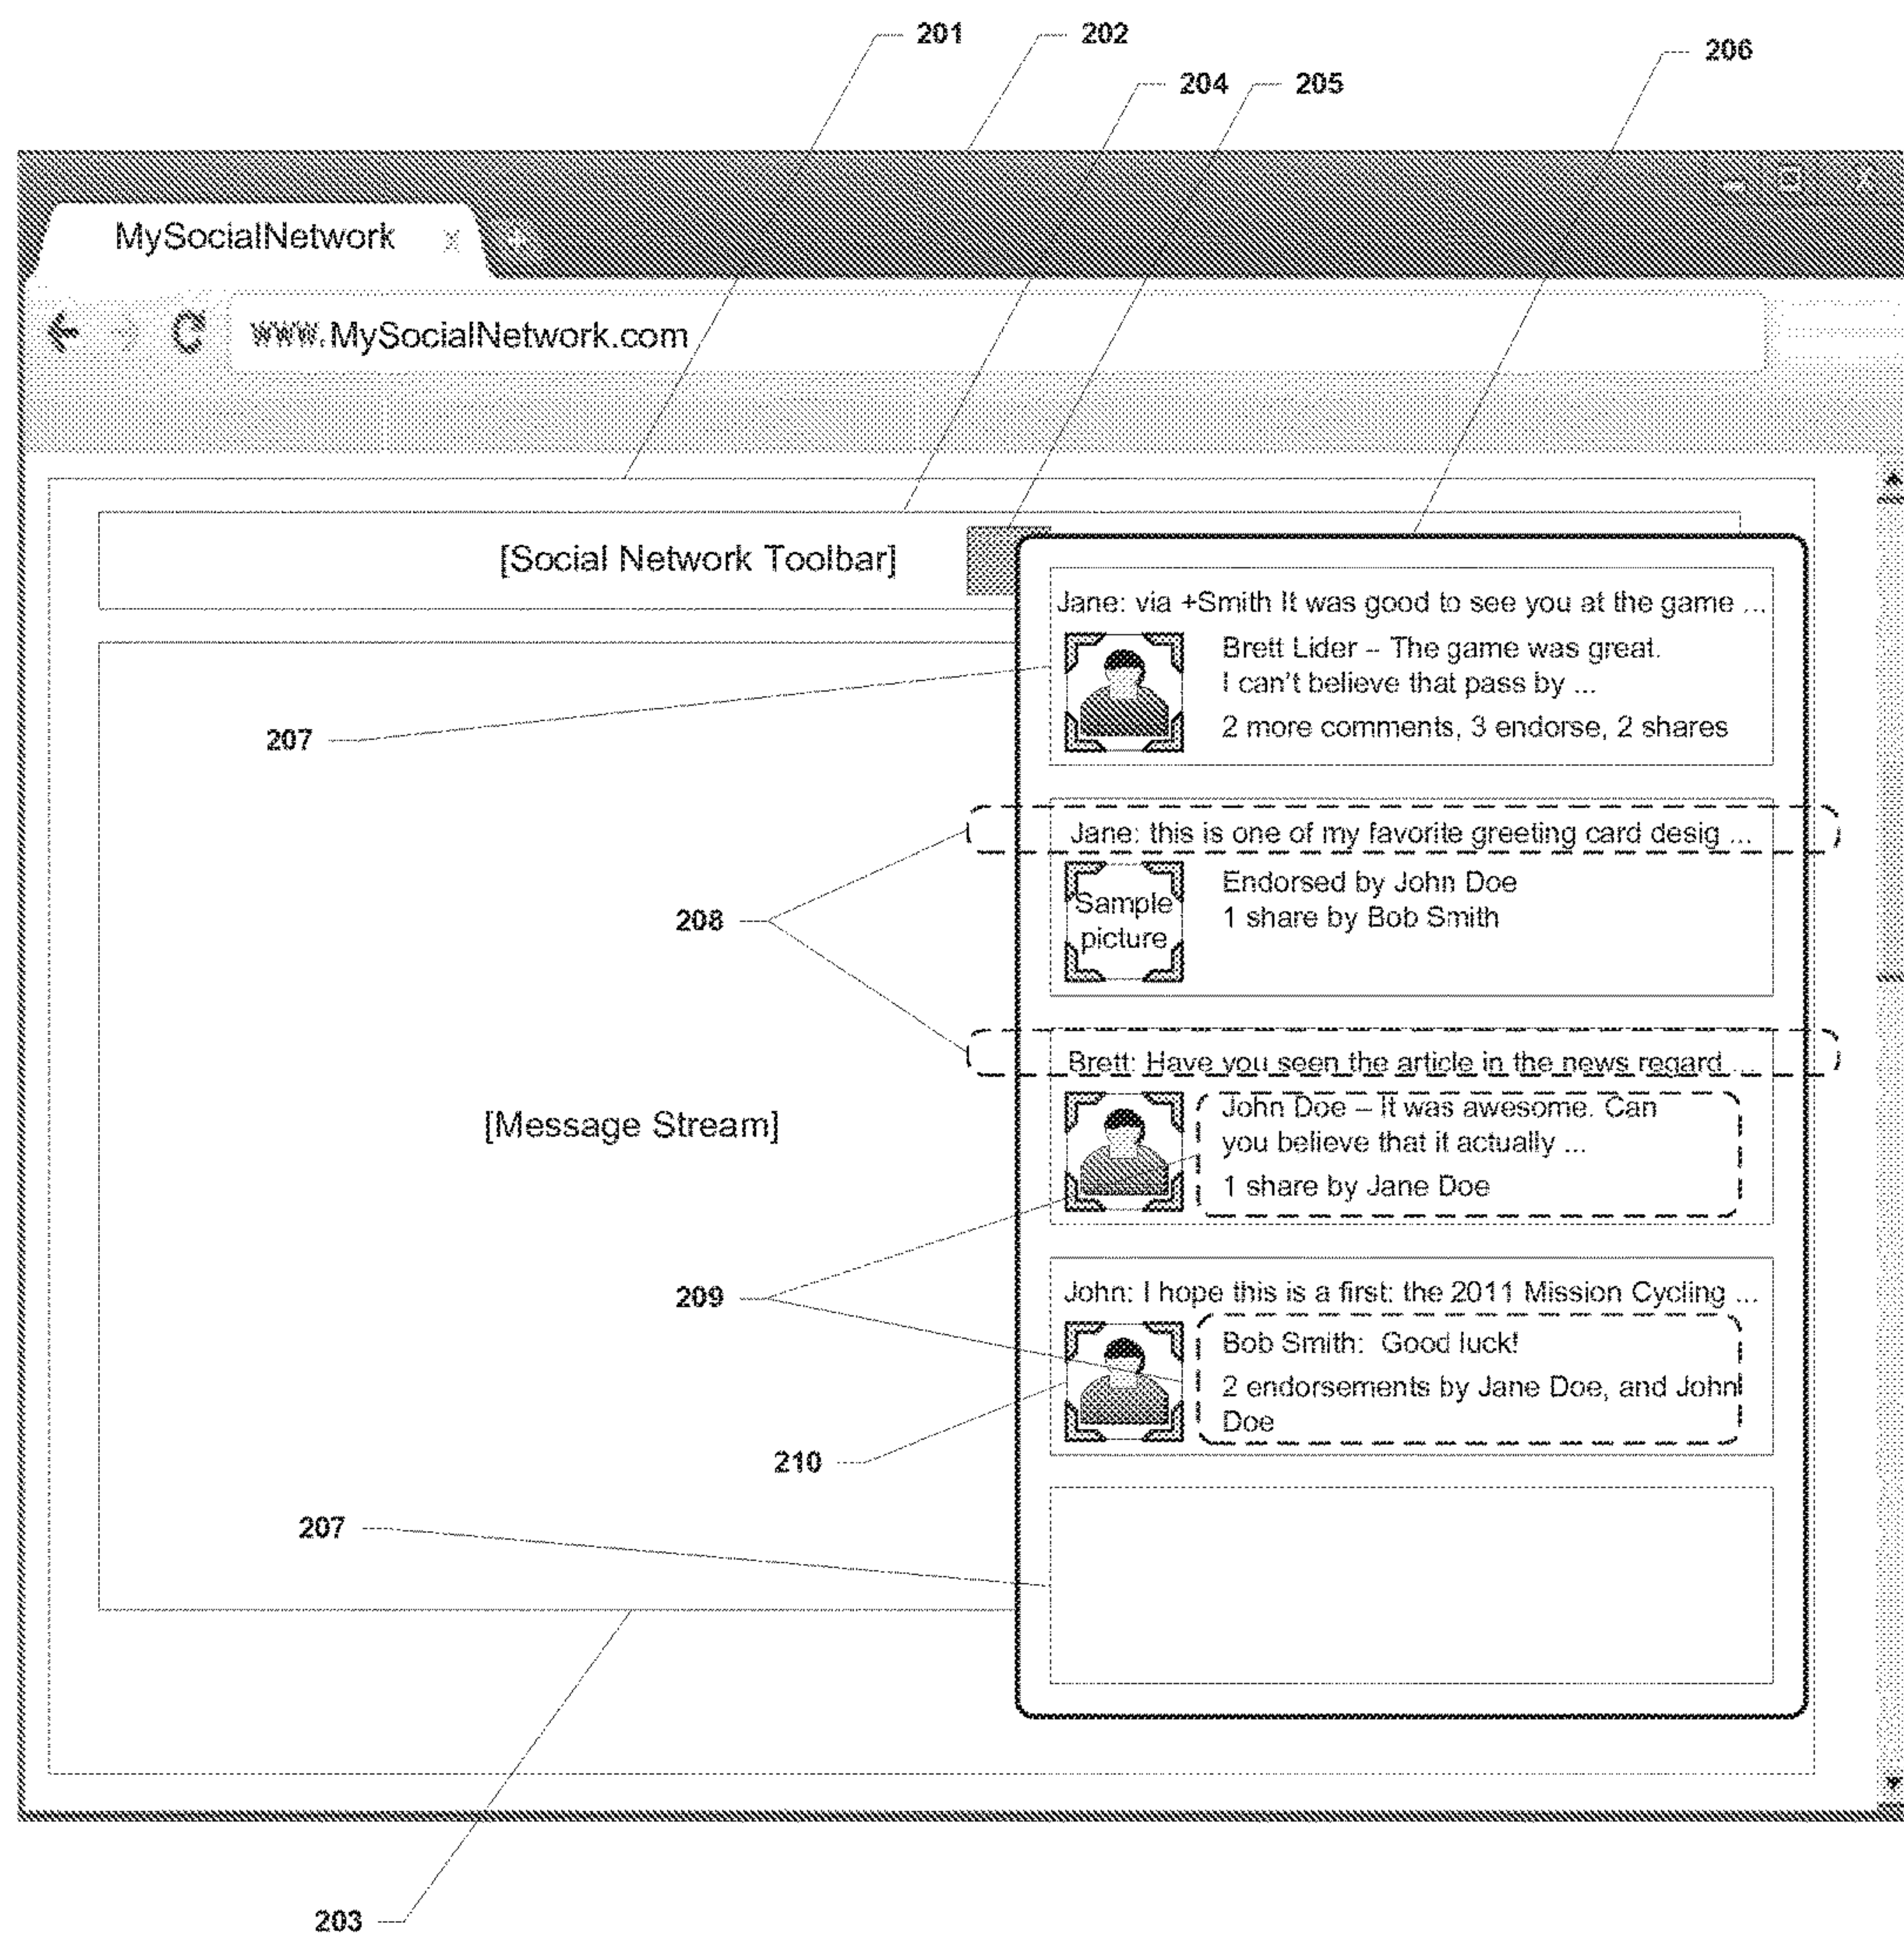 201
202
206
204
205
MySocialNetwork x +
www.MySocialNetwork.com
[Social Network Toolbar]
Jane: via +Smith It was good to see you at the game ...
Brett Lider – The game was great.
I can't believe that pass by ...
2 more comments, 3 endorse, 2 shares
207
Jane: this is one of my favorite greeting card desig ...
Sample
picture
Endorsed by John Doe
1 share by Bob Smith
208
Brett: Have you seen the article in the news regard ...
[Message Stream]
John Doe – It was awesome. Can
you believe that it actually ...
1 share by Jane Doe
209
John: I hope this is a first: the 2011 Mission Cycling ...
Bob Smith: Good luck!
2 endorsements by Jane Doe, and John
Doe
210
207
203